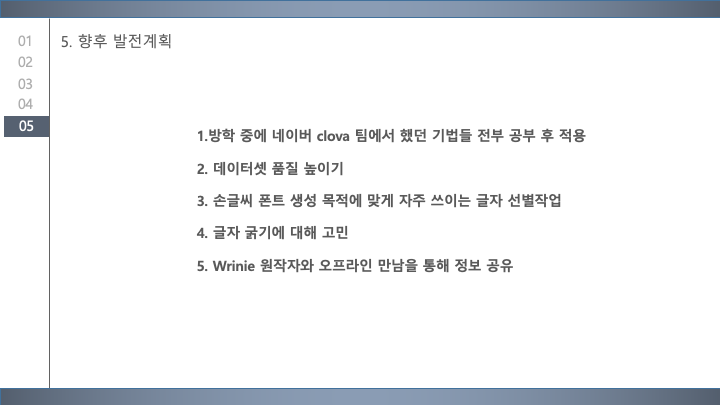 01
02
03
04
05
5. 향후 발전계획
1.방학 중에 네이버 clova 팀에서 했던 기법들 전부 공부 후 적용
2. 데이터셋 품질 높이기
3. 손글씨 폰트 생성 목적에 맞게 자주 쓰이는 글자 선별작업
4. 글자 굵기에 대해 고민
5. Wrinie 원작자와 오프라인 만남을 통해 정보 공유